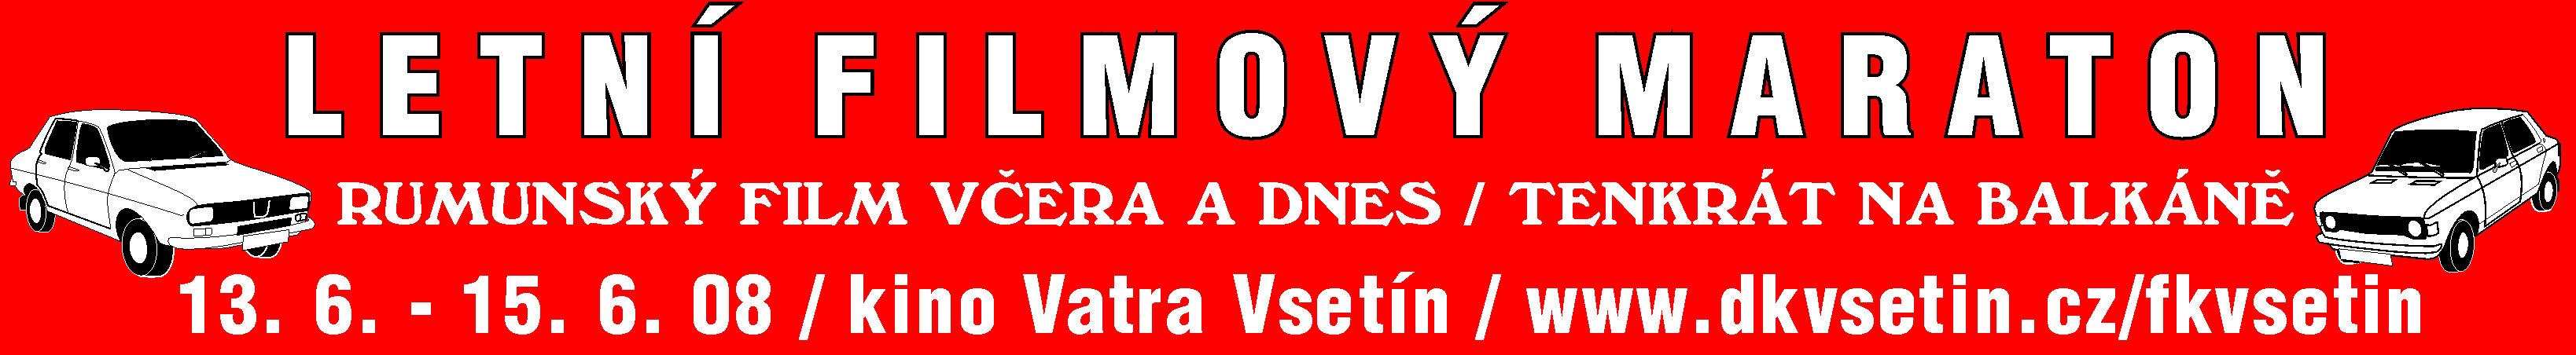 LETNÍ FILMOVÝ MARATON
RUMUNSKÝ FILM VČERA A DNES / TENKRÁT NA BALKÁNĚ
13. 6. - 15. 6. 08 / kino Vatra Vsetín / www.dkvsetin.cz/fkvsetin